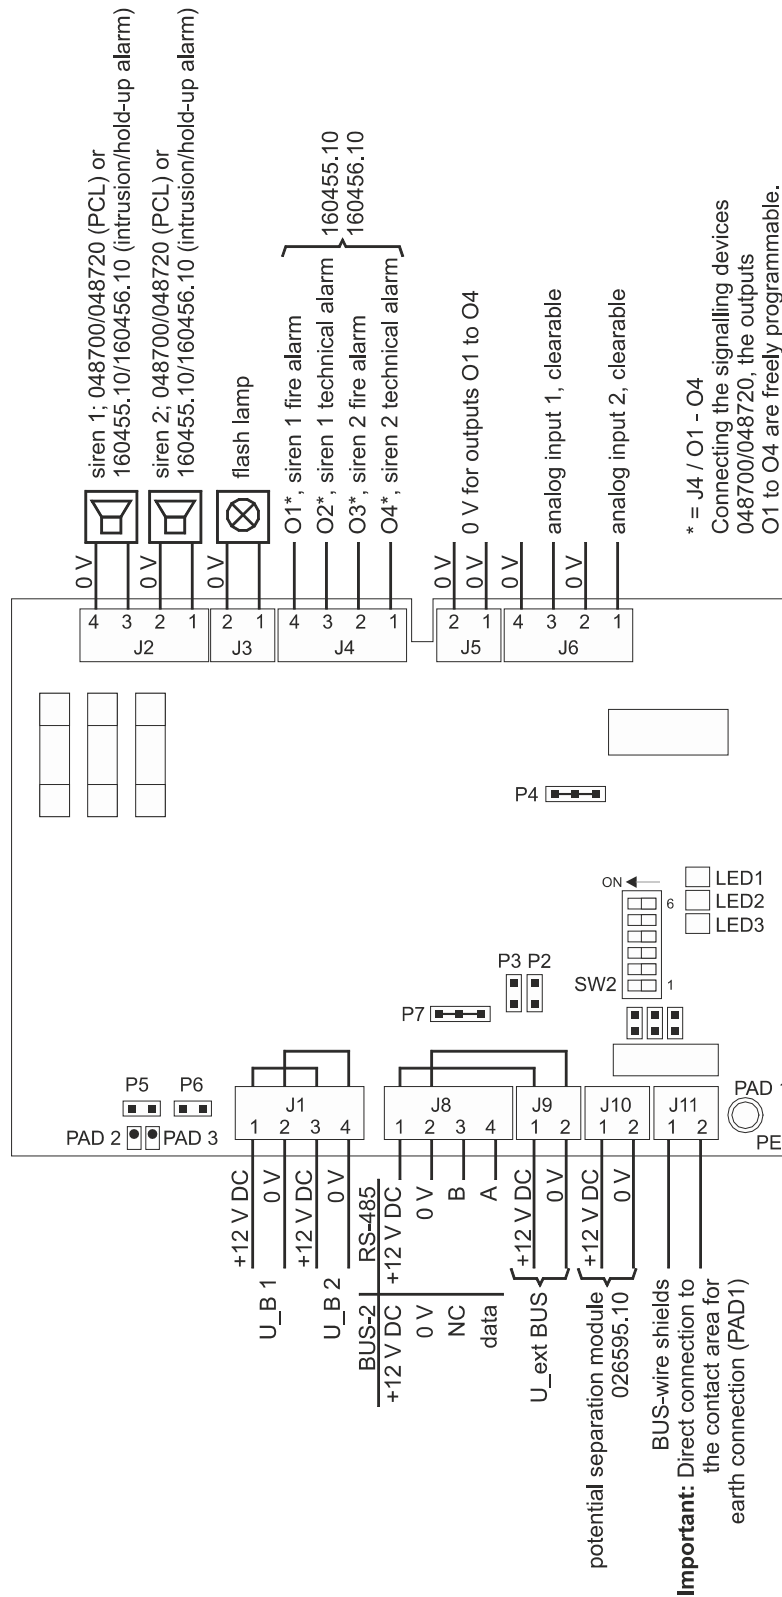 siren 1; 048700/048720 (PCL) or
160455.10/160456.10 (intrusion/hold-up alarm)
siren 2; 048700/048720 (PCL) or
160455.10/160456.10 (intrusion/hold-up alarm)
flash lamp
O1*, siren 1 fire alarm
O2*, siren 1 technical alarm
O3*, siren 2 fire alarm
O4*, siren 2 technical alarm
160455.10
160456.10
0 V for outputs O1 to O4
analog input 1, clearable
analog input 2, clearable
* = J4 / O1 - O4
Connecting the signalling devices
048700/048720, the outputs
O1 to O4 are freely programmable.
0 V
0 V
0 V
0 V
0 V
0 V
0 V
4 3 2 1
J2
2 1
J3
4 3 2 1
J4
2 1
J5
4 3 2 1
J6
P4
ON
6
1
SW2
LED1
LED2
LED3
P3 P2
P7
P5 P6
PAD 2
PAD 3
J1
1 2 3 4
J8
1 2 3 4
J9
1 2
J10
1 2
J11
1 2
PAD 1
PE
+12 V DC
0 V
+12 V DC
0 V
U_B 1
U_B 2
RS-485
+12 V DC
0 V
B
A
BUS-2
+12 V DC
0 V
NC
data
+12 V DC
0 V
U_ext BUS
+12 V DC
0 V
potential separation module
026595.10
BUS-wire shields
Important: Direct connection to
the contact area for
earth connection (PAD1)